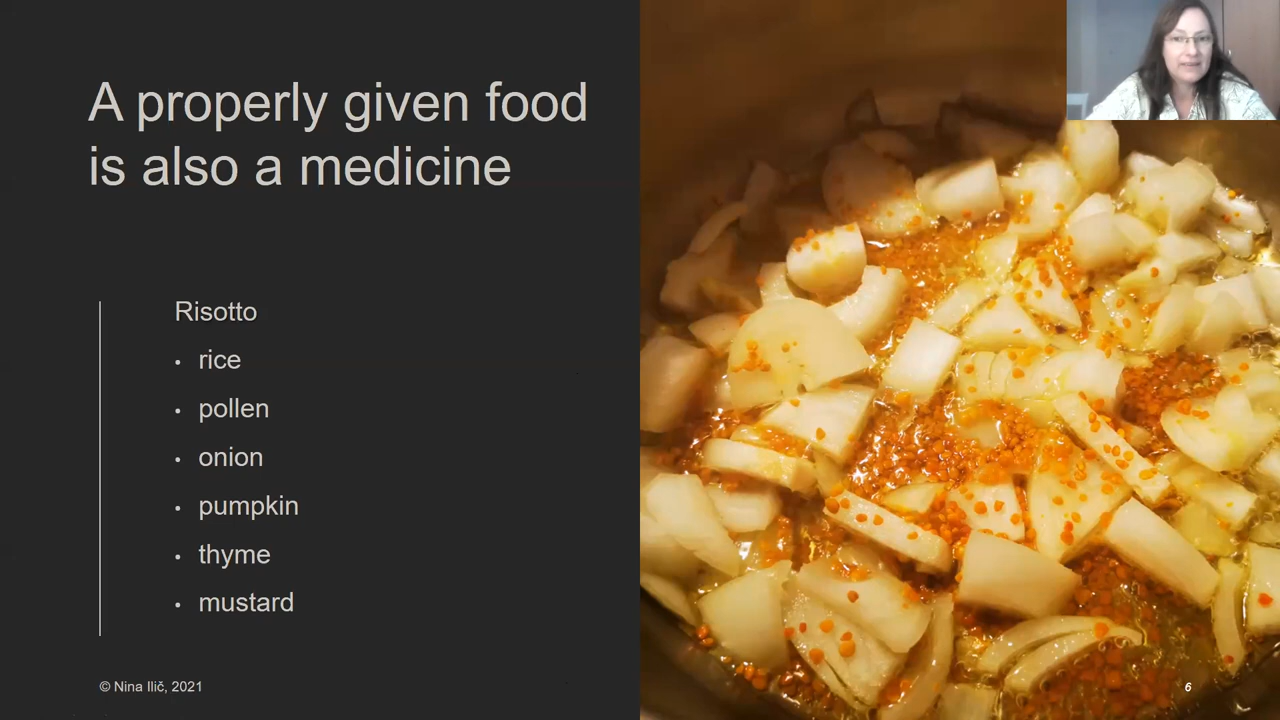 A properly given food
is also a medicine
Risotto
• rice
• pollen
• onion
• pumpkin
• thyme
• mustard
© Nina Ilič, 2021
6